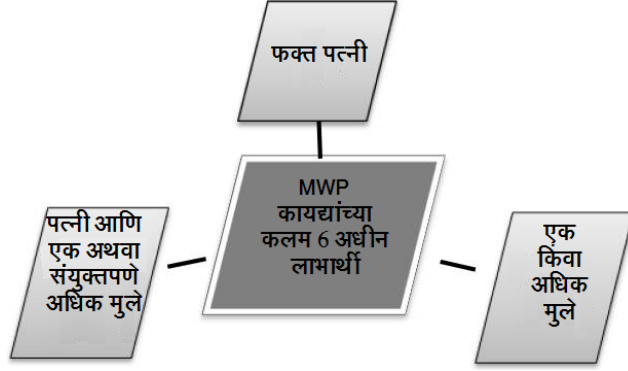 फक्त पत्नी
MWP
कायद्यांच्या
कलम 6 अधीन
लाभार्थी
पत्नी आणि
एक अथवा
संयुक्तपणे
अधिक मुले
एक
किवा
अधिक
मुले